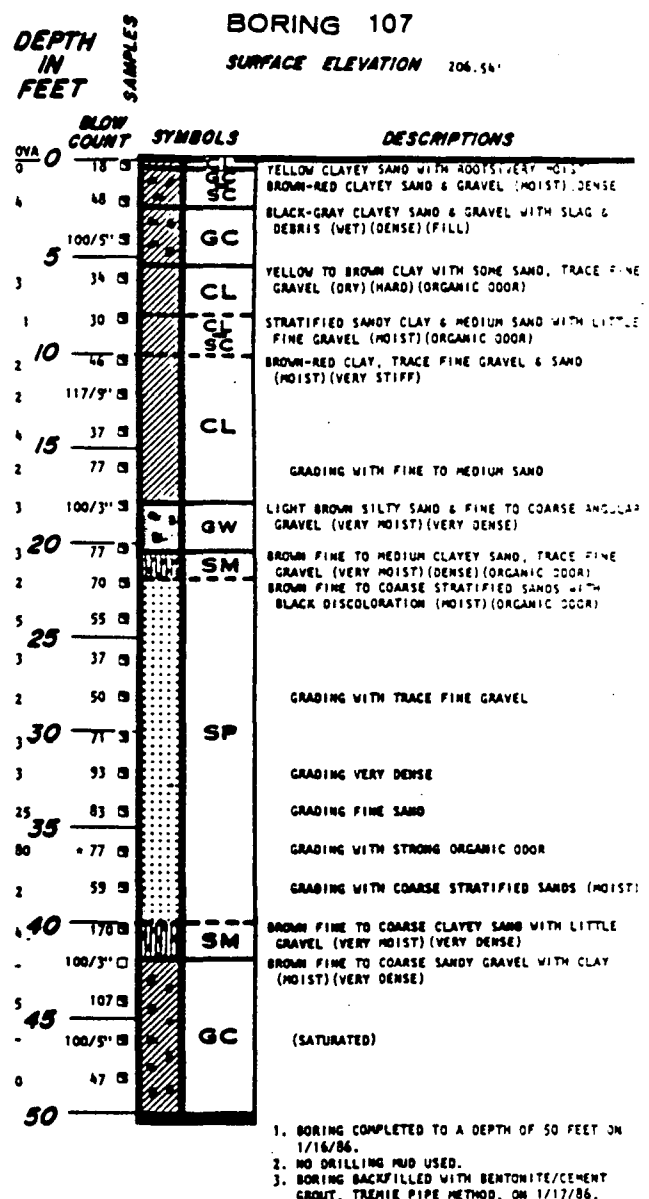 BORING 107
DEPTH IN FEET
SAMPLES
SURFACE ELEVATION 206.54'
BLOW COUNT SYMBOLS DESCRIPTIONS
OVA
0
0 18 YELLOW CLAYEY SAND WITH ROOTS (VERY MOIST
GC SC BROWN-RED CLAYEY SAND & GRAVEL (MOIST) DENSE
4 48
BLACK-GRAY CLAYEY SAND & GRAVEL WITH SLAG &
DEBRIS (WET)(DENSE)(FILL)
100/5" GC
5
YELLOW TO BROWN CLAY WITH SOME SAND, TRACE FINE
3 34 GRAVEL (DRY)(HARD)(ORGANIC ODOR)
CL
1 30 CL SC STRATIFIED SANDY CLAY & MEDIUM SAND WITH LITTLE
FINE GRAVEL (MOIST)(ORGANIC ODOR)
10
2 46 BROWN-RED CLAY, TRACE FINE GRAVEL & SAND
(MOIST)(VERY STIFF)
2 117/9"
4 37 CL
15
2 77 GRADING WITH FINE TO MEDIUM SAND
3 100/3" LIGHT BROWN SILTY SAND & FINE TO COARSE ANGULAR
GW GRAVEL (VERY MOIST)(VERY DENSE)
20
3 77 BROWN FINE TO MEDIUM CLAYEY SAND, TRACE FINE
SM GRAVEL (VERY MOIST)(DENSE)(ORGANIC ODOR)
2 70 BROWN FINE TO COARSE STRATIFIED SANDS WITH
BLACK DISCOLORATION (MOIST)(ORGANIC ODOR)
5 55
25
3 37
2 50 GRADING WITH TRACE FINE GRAVEL
3 30 71 SP
3 93 GRADING VERY DENSE
25 83 GRADING FINE SAND
35
80 * 77 GRADING WITH STRONG ORGANIC ODOR
2 59 GRADING WITH COARSE STRATIFIED SANDS (MOIST)
40
4 170 BROWN FINE TO COARSE CLAYEY SAND WITH LITTLE
SM GRAVEL (VERY MOIST)(VERY DENSE)
- 100/3" BROWN FINE TO COARSE SANDY GRAVEL WITH CLAY
(MOIST)(VERY DENSE)
5 107
45
- 100/5" GC (SATURATED)
0 47
50
1. BORING COMPLETED TO A DEPTH OF 50 FEET ON
1/16/86.
2. NO DRILLING MUD USED.
3. BORING BACKFILLED WITH BENTONITE/CEMENT
GROUT, TREMIE PIPE METHOD, ON 1/17/86.